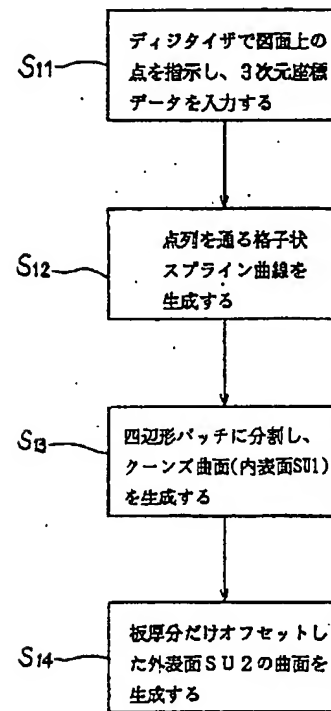 S11
ディジタイザで図面上の
点を指示し、3次元座標
データを入力する
S12
点列を通る格子状
スプライン曲線を
生成する
S13
四辺形パッチに分割し、
クーンズ曲面(内表面SU1)
を生成する
S14
板厚分だけオフセットし
た外表面SU2の曲面を
生成する